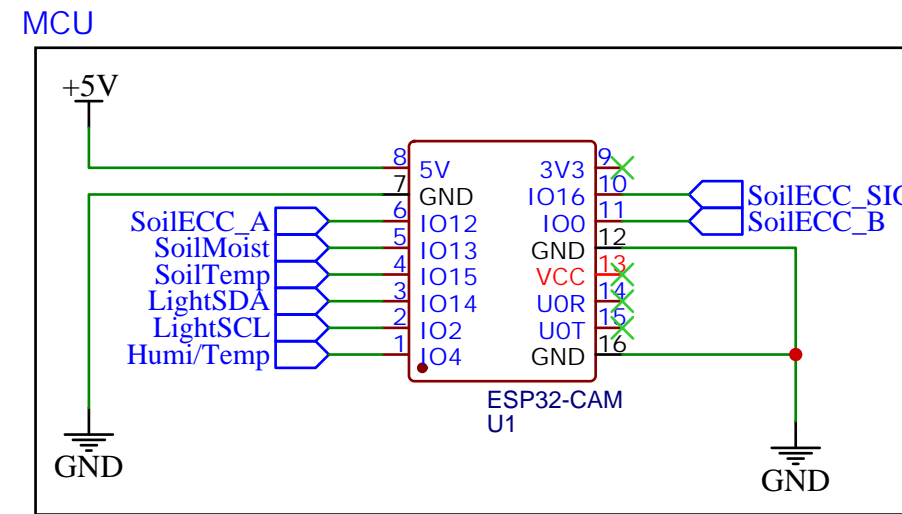 MCU
+5V
8 5V
7 GND
SoilECC_A 6 IO12
SoilMoist 5 IO13
SoilTemp 4 IO15
LightSDA 3 IO14
LightSCL 2 IO2
Humi/Temp 1 IO4
3V3 9
IO16 10 SoilECC_SIG
IO0 11 SoilECC_B
GND 12
VCC 13
U0R 14
U0T 15
GND 16
ESP32-CAM
U1
GND
GND